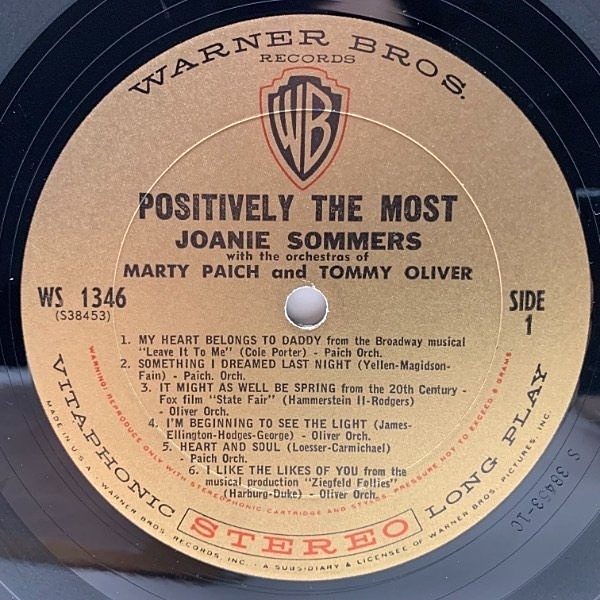 WARNER BROS.
RECORDS
WB
POSITIVELY THE MOST
JOANIE SOMMERS
with the orchestras of
MARTY PAICH and TOMMY OLIVER
WS 1346
(S38453)
SIDE
1
1. MY HEART BELONGS TO DADDY from the Broadway musical
"Leave It To Me" (Cole Porter) - Paich Orch.
2. SOMETHING I DREAMED LAST NIGHT (Yellen-Magidson-
Fain) - Paich. Orch.
3. IT MIGHT AS WELL BE SPRING from the 20th Century -
Fox film "State Fair" (Hammerstein II-Rodgers)
- Oliver Orch.
4. I'M BEGINNING TO SEE THE LIGHT (James-
Ellington-Hodges-George) - Oliver Orch.
5. HEART AND SOUL (Loesser-Carmichael)
- Paich Orch.
6. I LIKE THE LIKES OF YOU from the
musical production "Ziegfeld Follies"
(Harburg-Duke) - Oliver Orch.
WARNING: REPRODUCE ONLY WITH STEREOPHONIC CARTRIDGE AND STYLUS. PRESSURE NOT TO EXCEED 6 GRAMS
VITAPHONIC STEREO LONG PLAY
MADE IN U.S.A. WARNER BROS. RECORDS, INC. - A SUBSIDIARY & LICENSEE OF WARNER BROS. PICTURES, INC.
S 38453-1C